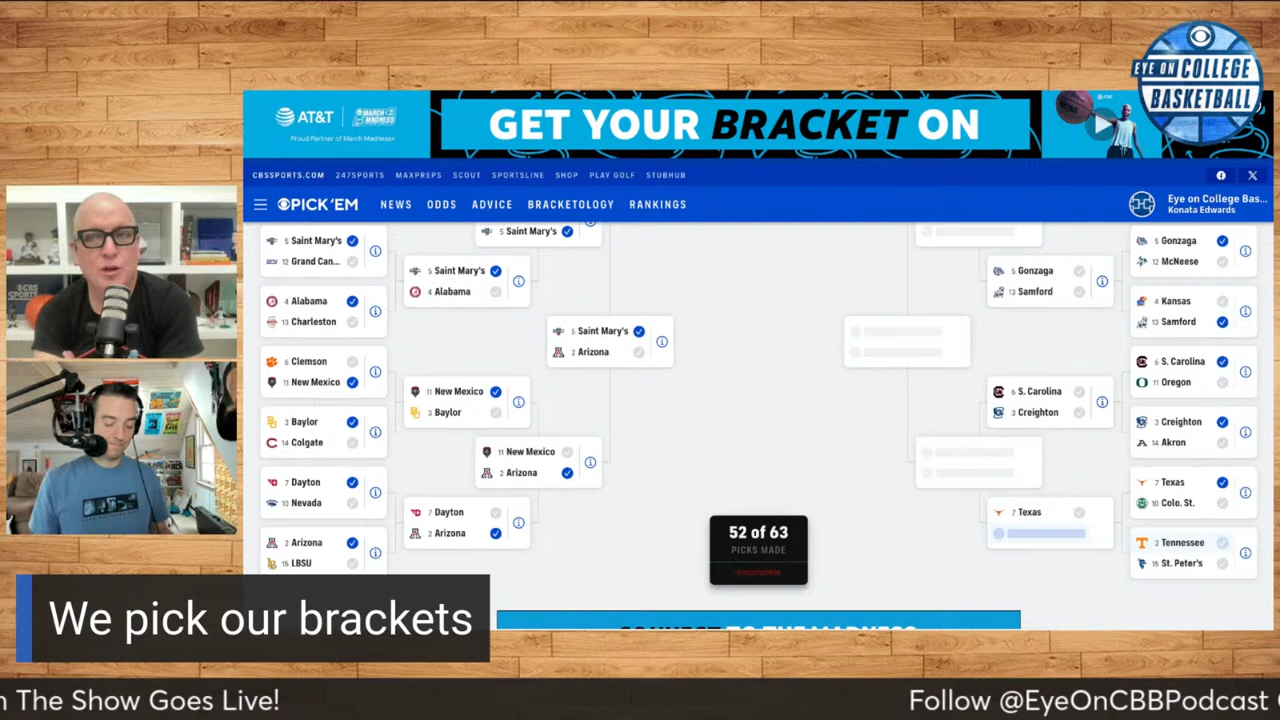 EYE ON
COLLEGE
BASKETBALL
AT&T
MARCH MADNESS
Proud Partner of March Madness
GET YOUR BRACKET ON
CBSSPORTS.COM 247SPORTS MAXPREPS SCOUT SPORTSLINE SHOP PLAY GOLF STUBHUB
PICK'EM NEWS ODDS ADVICE BRACKETOLOGY RANKINGS
Eye on College Bas...
Konata Edwards
5 Saint Mary's
12 Grand Can...
4 Alabama
13 Charleston
6 Clemson
11 New Mexico
3 Baylor
14 Colgate
7 Dayton
10 Nevada
2 Arizona
15 LBSU
5 Saint Mary's
4 Alabama
11 New Mexico
3 Baylor
7 Dayton
2 Arizona
5 Saint Mary's
11 New Mexico
2 Arizona
5 Saint Mary's
2 Arizona
52 of 63
PICKS MADE
Incomplete
5 Gonzaga
13 Samford
6 S. Carolina
3 Creighton
7 Texas
5 Gonzaga
12 McNeese
4 Kansas
13 Samford
6 S. Carolina
11 Oregon
3 Creighton
14 Akron
7 Texas
10 Colo. St.
2 Tennessee
15 St. Peter's
CONNECT TO THE MADNESS
We pick our brackets
n The Show Goes Live!
Follow @EyeOnCBBPodcast